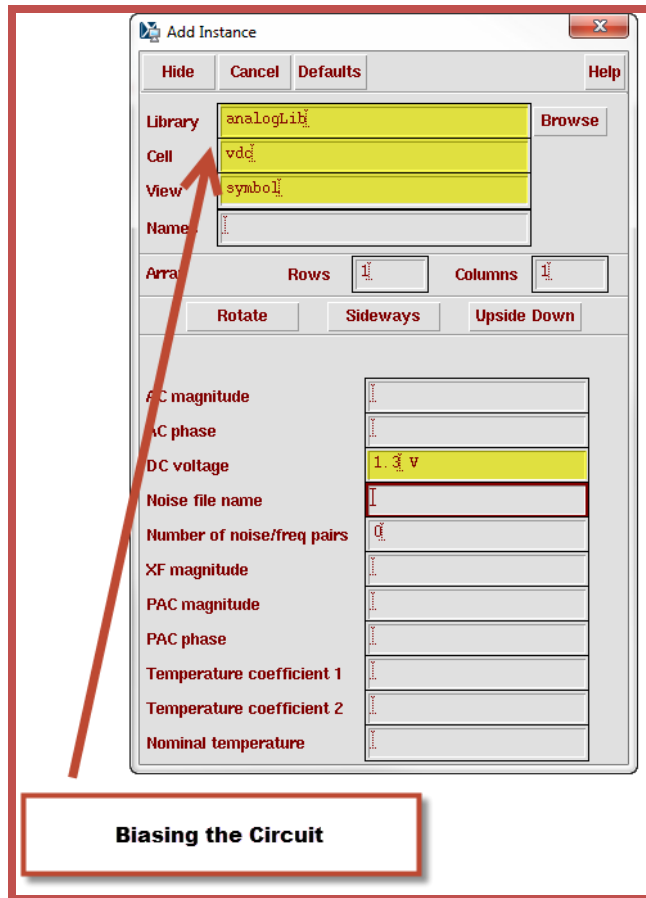 Add Instance
Hide Cancel Defaults Help
Library analogLib Browse
Cell vdc
View symbol
Names
Array Rows 1 Columns 1
Rotate Sideways Upside Down
AC magnitude
AC phase
DC voltage 1.3 V
Noise file name
Number of noise/freq pairs 0
XF magnitude
PAC magnitude
PAC phase
Temperature coefficient 1
Temperature coefficient 2
Nominal temperature
Biasing the Circuit